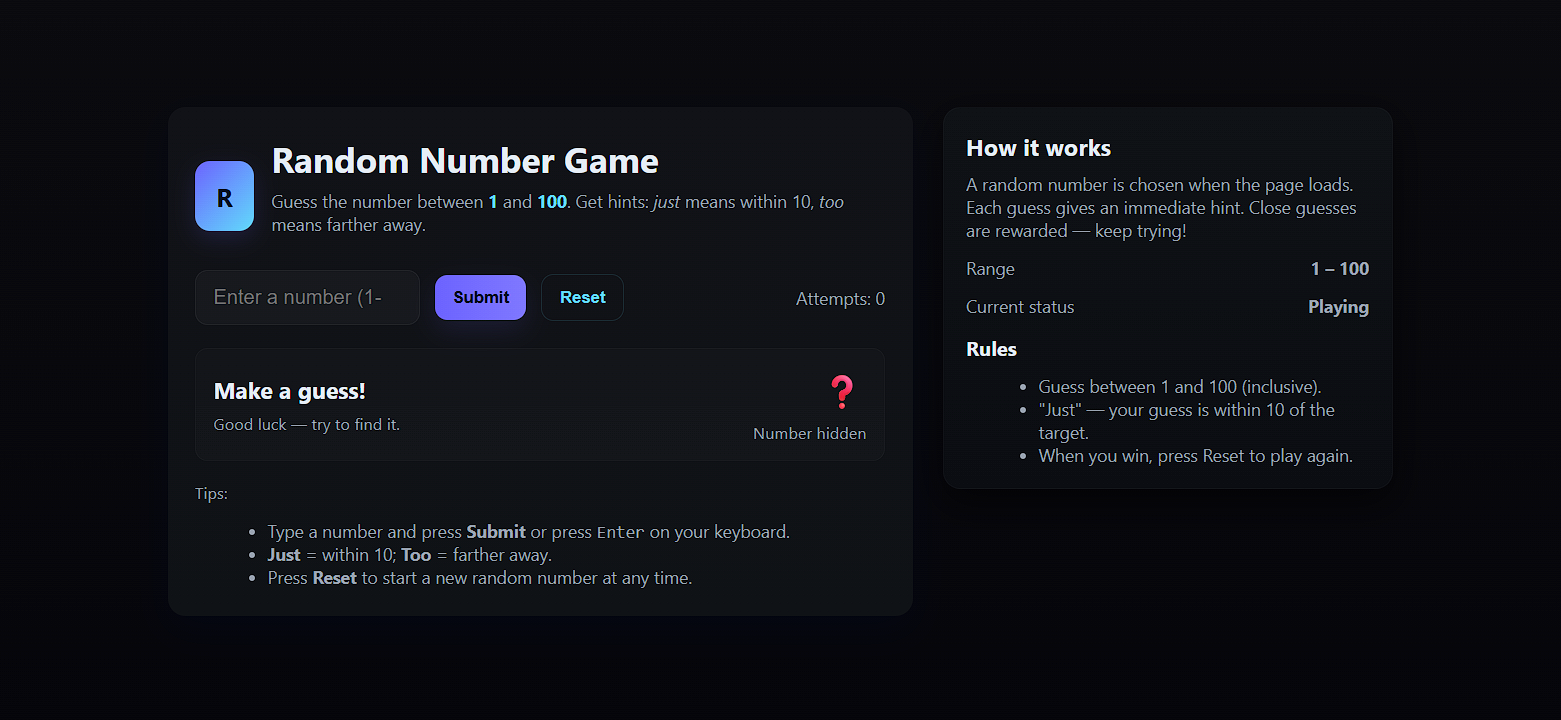 R
Random Number Game
Guess the number between 1 and 100. Get hints: just means within 10, too
means farther away.
Enter a number (1-
Submit
Reset
Attempts: 0
Make a guess!
Good luck — try to find it.
❓
Number hidden
Tips:
• Type a number and press Submit or press Enter on your keyboard.
• Just = within 10; Too = farther away.
• Press Reset to start a new random number at any time.
How it works
A random number is chosen when the page loads.
Each guess gives an immediate hint. Close guesses
are rewarded — keep trying!
Range 1 – 100
Current status Playing
Rules
• Guess between 1 and 100 (inclusive).
• "Just" — your guess is within 10 of the
target.
• When you win, press Reset to play again.